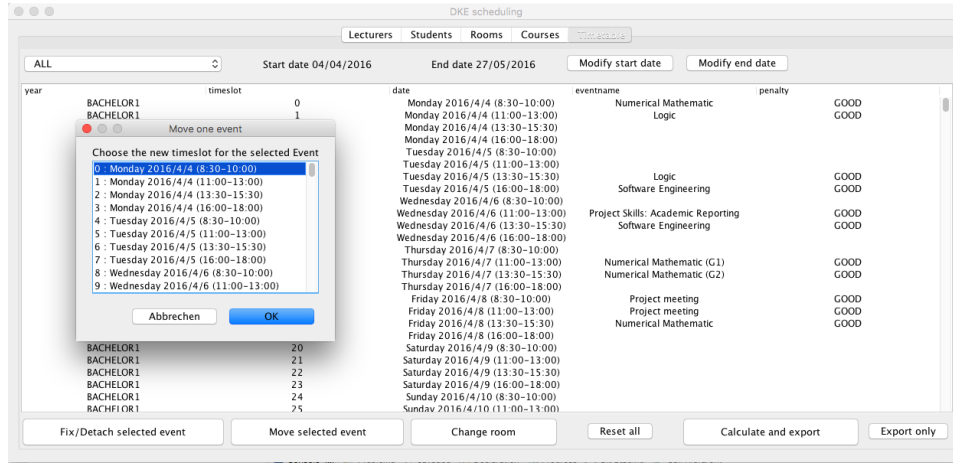 DKE scheduling
Lecturers Students Rooms Courses Timetable
ALL Start date 04/04/2016 End date 27/05/2016 Modify start date Modify end date
year timeslot date eventname penalty
BACHELOR1 0 Monday 2016/4/4 (8:30-10:00) Numerical Mathematic GOOD
BACHELOR1 1 Monday 2016/4/4 (11:00-13:00) Logic GOOD
Monday 2016/4/4 (13:30-15:30)
Monday 2016/4/4 (16:00-18:00)
Tuesday 2016/4/5 (8:30-10:00)
Tuesday 2016/4/5 (11:00-13:00)
Tuesday 2016/4/5 (13:30-15:30) Logic GOOD
Tuesday 2016/4/5 (16:00-18:00) Software Engineering GOOD
Wednesday 2016/4/6 (8:30-10:00)
Wednesday 2016/4/6 (11:00-13:00) Project Skills: Academic Reporting GOOD
Wednesday 2016/4/6 (13:30-15:30) Software Engineering GOOD
Wednesday 2016/4/6 (16:00-18:00)
Thursday 2016/4/7 (8:30-10:00)
Thursday 2016/4/7 (11:00-13:00) Numerical Mathematic (G1) GOOD
Thursday 2016/4/7 (13:30-15:30) Numerical Mathematic (G2) GOOD
Thursday 2016/4/7 (16:00-18:00)
Friday 2016/4/8 (8:30-10:00) Project meeting GOOD
Friday 2016/4/8 (11:00-13:00) Project meeting GOOD
Friday 2016/4/8 (13:30-15:30) Numerical Mathematic GOOD
Friday 2016/4/8 (16:00-18:00)
BACHELOR1 20 Saturday 2016/4/9 (8:30-10:00)
BACHELOR1 21 Saturday 2016/4/9 (11:00-13:00)
BACHELOR1 22 Saturday 2016/4/9 (13:30-15:30)
BACHELOR1 23 Saturday 2016/4/9 (16:00-18:00)
BACHELOR1 24 Sunday 2016/4/10 (8:30-10:00)
BACHELOR1 25 Sunday 2016/4/10 (11:00-13:00)
Move one event
Choose the new timeslot for the selected Event
0 : Monday 2016/4/4 (8:30-10:00)
1 : Monday 2016/4/4 (11:00-13:00)
2 : Monday 2016/4/4 (13:30-15:30)
3 : Monday 2016/4/4 (16:00-18:00)
4 : Tuesday 2016/4/5 (8:30-10:00)
5 : Tuesday 2016/4/5 (11:00-13:00)
6 : Tuesday 2016/4/5 (13:30-15:30)
7 : Tuesday 2016/4/5 (16:00-18:00)
8 : Wednesday 2016/4/6 (8:30-10:00)
9 : Wednesday 2016/4/6 (11:00-13:00)
Abbrechen OK
Fix/Detach selected event Move selected event Change room Reset all Calculate and export Export only